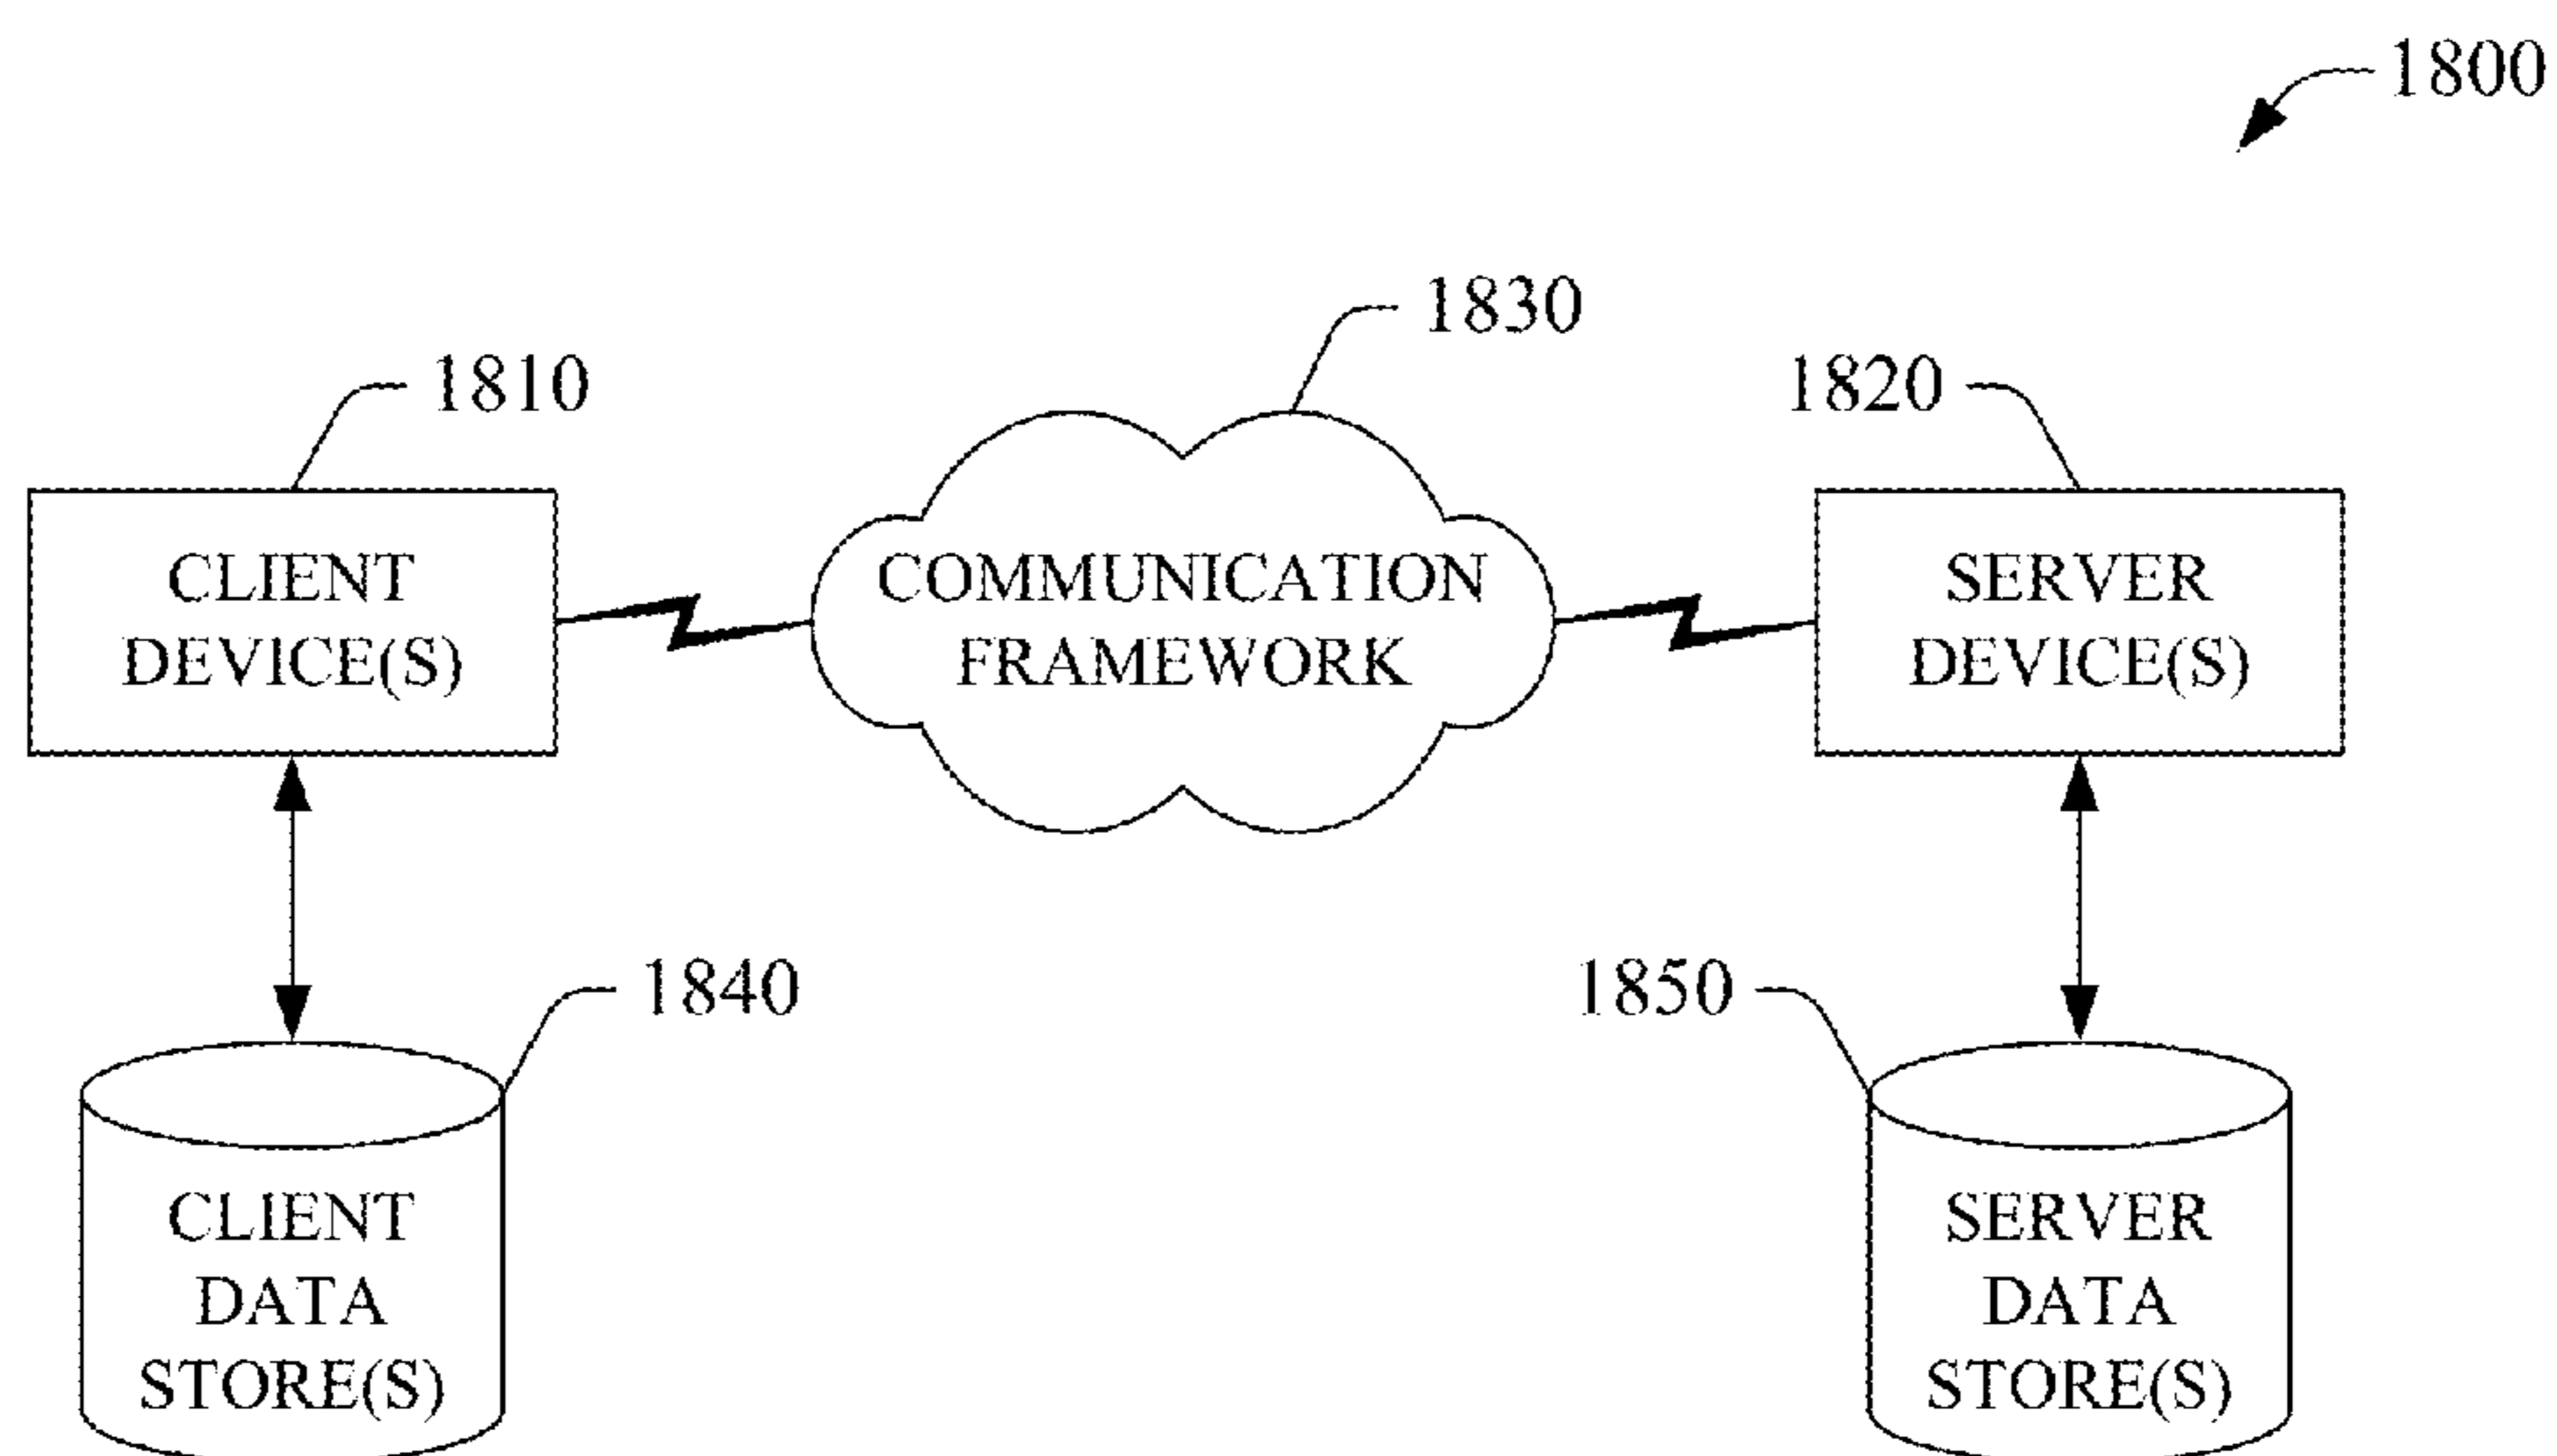 1800
1830
1810
1820
CLIENT
DEVICE(S)
COMMUNICATION
FRAMEWORK
SERVER
DEVICE(S)
1840
1850
CLIENT
DATA
STORE(S)
SERVER
DATA
STORE(S)